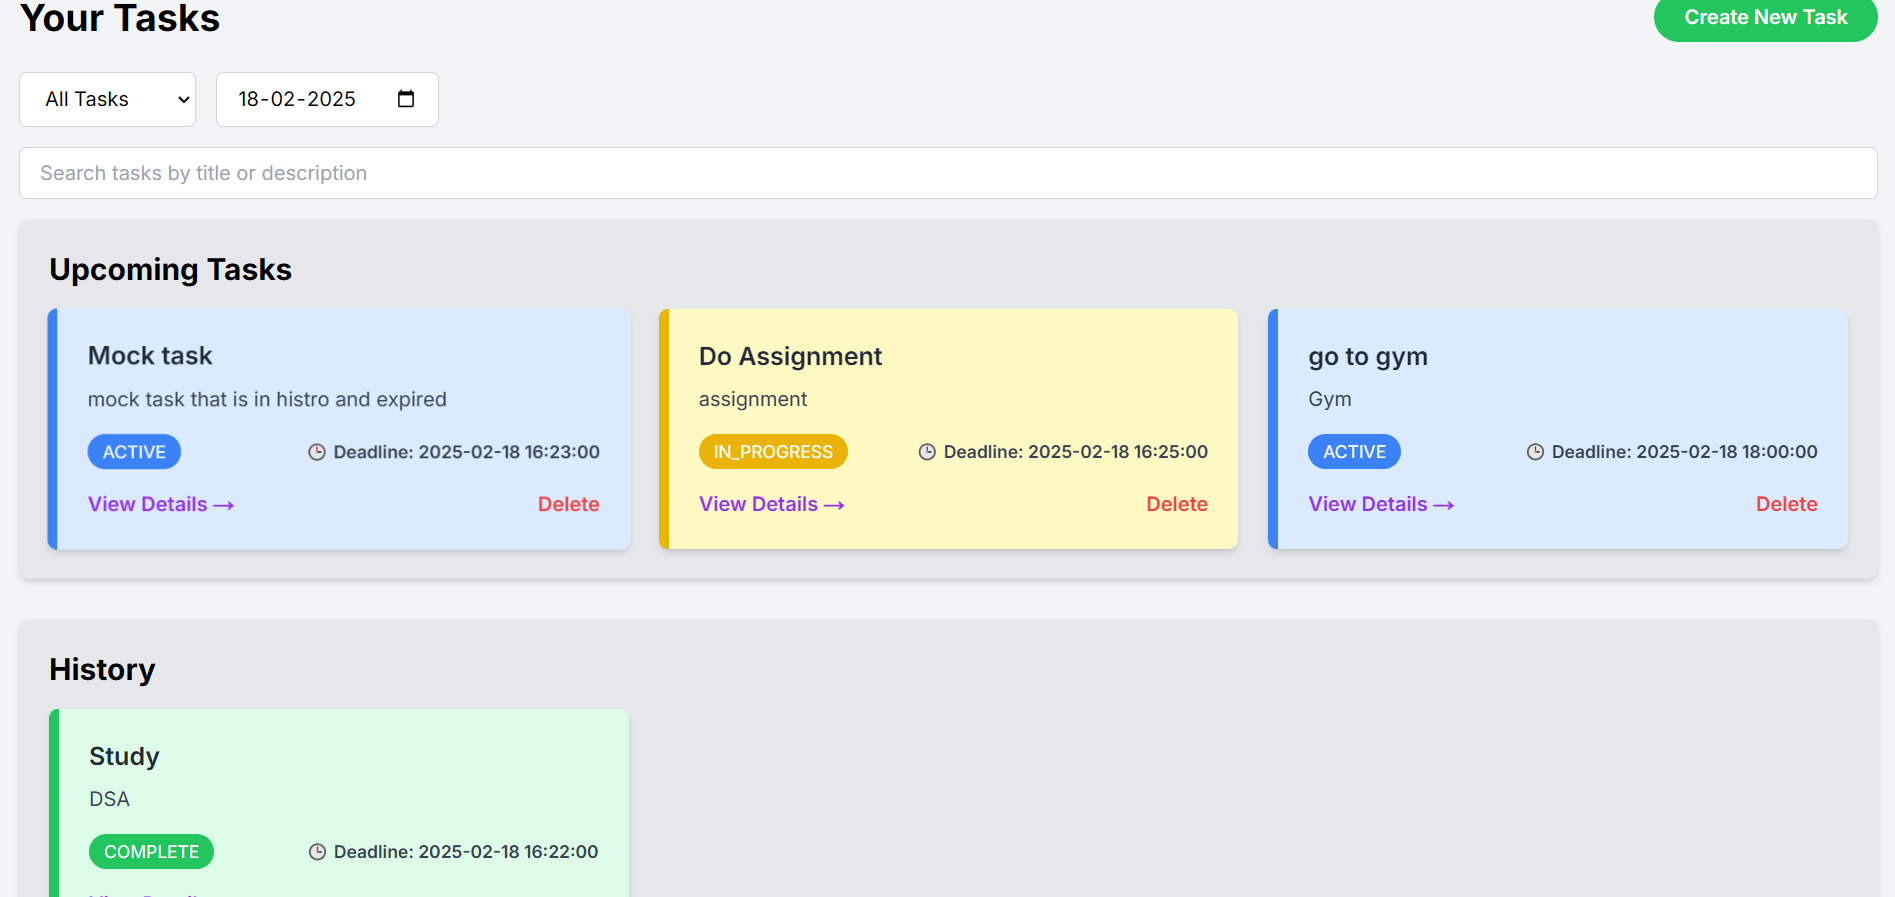 Your Tasks
Create New Task
All Tasks
18-02-2025
Search tasks by title or description
Upcoming Tasks
Mock task
mock task that is in histro and expired
ACTIVE
Deadline: 2025-02-18 16:23:00
View Details →
Delete
Do Assignment
assignment
IN_PROGRESS
Deadline: 2025-02-18 16:25:00
View Details →
Delete
go to gym
Gym
ACTIVE
Deadline: 2025-02-18 18:00:00
View Details →
Delete
History
Study
DSA
COMPLETE
Deadline: 2025-02-18 16:22:00